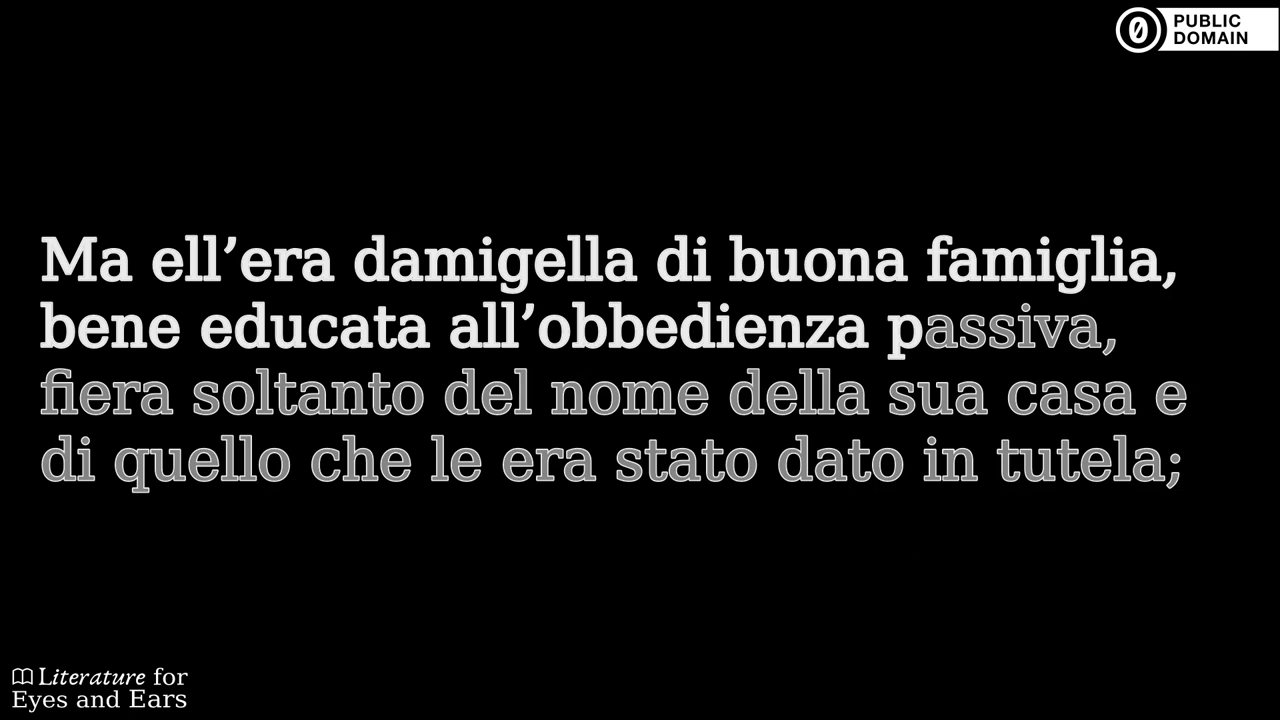 PUBLIC
DOMAIN
Ma ell’era damigella di buona famiglia,
bene educata all’obbedienza passiva,
fiera soltanto del nome della sua casa e
di quello che le era stato dato in tutela;
Literature for
Eyes and Ears